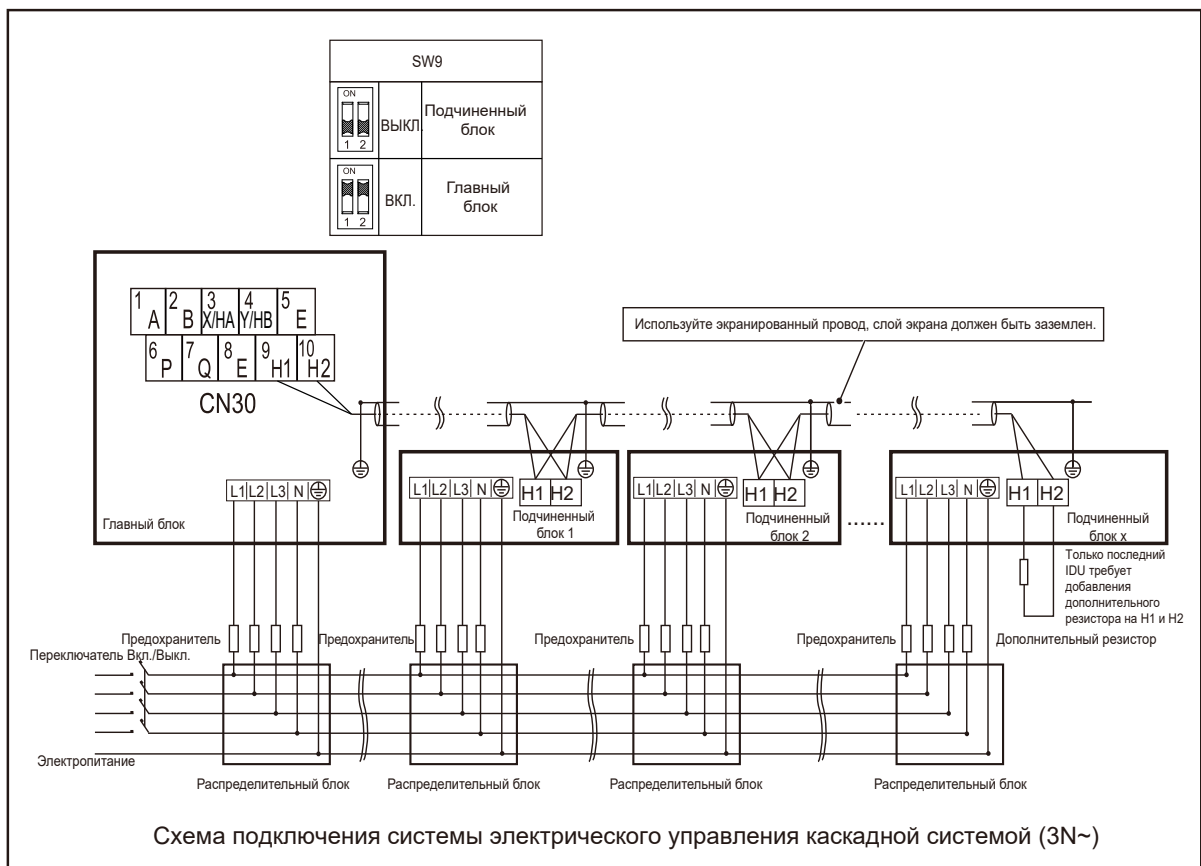 SW9
ON
1 2
ВЫКЛ.
Подчиненный
блок
ON
1 2
ВКЛ.
Главный
блок
1 A
2 B
3 X/HA
4 Y/HB
5 E
6 P
7 Q
8 E
9 H1
10 H2
CN30
Используйте экранированный провод, слой экрана должен быть заземлен.
Главный блок
L1 L2 L3 N
L1 L2 L3 N
H1 H2
Подчиненный
блок 1
L1 L2 L3 N
H1 H2
Подчиненный
блок 2
......
L1 L2 L3 N
H1 H2
Подчиненный
блок x
Только последний
IDU требует
добавления
дополнительного
резистора на H1 и H2
Предохранитель
Предохранитель
Предохранитель
Предохранитель
Дополнительный резистор
Переключатель Вкл./Выкл.
Электропитание
Распределительный блок
Распределительный блок
Распределительный блок
Распределительный блок
Схема подключения системы электрического управления каскадной системой (3N~)